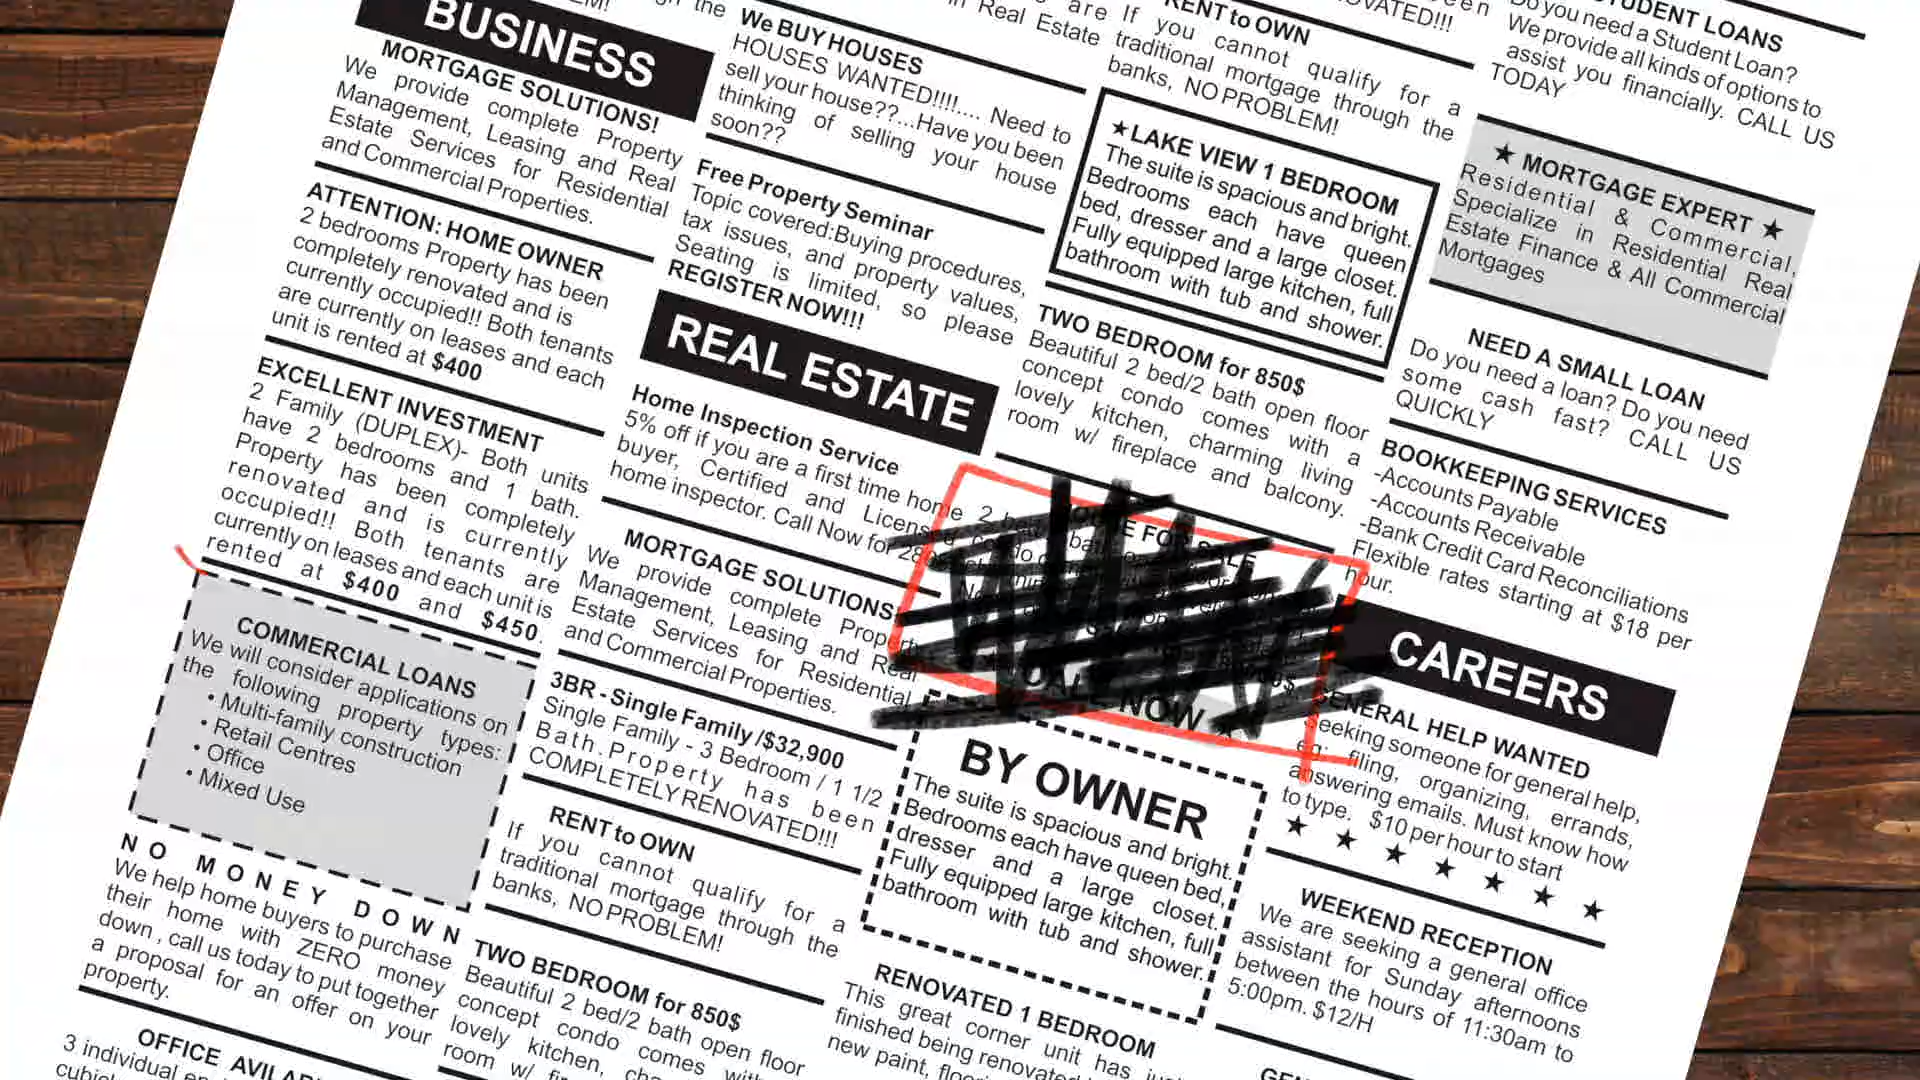 BUSINESS
MORTGAGE SOLUTIONS!
We provide complete Property
Management, Leasing and Real
Estate Services for Residential
and Commercial Properties.
ATTENTION: HOME OWNER
2 bedrooms Property has been
completely renovated and is
currently occupied!! Both tenants
are currently on leases and each
unit is rented at $400
EXCELLENT INVESTMENT
2 Family (DUPLEX)- Both units
have 2 bedrooms and 1 bath.
Property has been completely
renovated and is currently
occupied!! Both tenants are
currently on leases and each unit is
rented at $400 and $450.
COMMERCIAL LOANS
We will consider applications on
the following property types:
• Multi-family construction
• Retail Centres
• Office
• Mixed Use
NO MONEY DOWN
We help home buyers to purchase
their home with ZERO money
down, call us today to put together
a proposal for an offer on your
property.
OFFICE
3 individual
the
We BUY HOUSES
HOUSES WANTED!!!!.... Need to
sell your house??...Have you been
thinking of selling your house
soon??
Free Property Seminar
Topic covered:Buying procedures,
tax issues, and property values,
Seating is limited, so please
REGISTER NOW!!!
REAL ESTATE
Home Inspection Service
5% off if you are a first time home
buyer, Certified and Licensed
home inspector. Call Now for
MORTGAGE SOLUTIONS
We provide complete Property
Management, Leasing and Real
Estate Services for Residential
and Commercial Properties.
3BR - Single Family /$32,900
Single Family - 3 Bedroom / 1 1/2
Bath.Property has been
COMPLETELY RENOVATED!!!
RENT to OWN
If you cannot qualify for a
traditional mortgage through the
banks, NO PROBLEM!
TWO BEDROOM for 850$
Beautiful 2 bed/2 bath open floor
concept condo comes with
lovely kitchen,
room w/
in Real Estate
RENT to OWN
If you cannot qualify for a
traditional mortgage through the
banks, NO PROBLEM!
★LAKE VIEW 1 BEDROOM
The suite is spacious and bright.
Bedrooms each have queen
bed, dresser and a large closet.
Fully equipped large kitchen, full
bathroom with tub and shower.
TWO BEDROOM for 850$
Beautiful 2 bed/2 bath open floor
concept condo comes with a
lovely kitchen, charming living
room w/ fireplace and balcony.
FOR SALE
CALL NOW
BY OWNER
The suite is spacious and bright.
Bedrooms each have queen bed,
dresser and a large closet.
Fully equipped large kitchen, full
bathroom with tub and shower.
RENOVATED 1 BEDROOM
This great corner unit has
finished being renovated
new paint,
STUDENT LOANS
Do you need a Student Loan?
We provide all kinds of options to
assist you financially. CALL US
TODAY
★ MORTGAGE EXPERT ★
Residential & Commercial,
Specialize in Residential Real
Estate Finance & All Commercial
Mortgages
NEED A SMALL LOAN
Do you need a loan? Do you need
some cash fast? CALL US
QUICKLY
BOOKKEEPING SERVICES
-Accounts Payable
-Accounts Receivable
-Bank Credit Card Reconciliations
Flexible rates starting at $18 per
hour.
CAREERS
GENERAL HELP WANTED
Seeking someone for general help,
eg: filing, organizing, errands,
answering emails. Must know how
to type. $10 per hour to start
★ ★ ★ ★ ★ ★ ★
WEEKEND RECEPTION
We are seeking a general office
assistant for Sunday afternoons
between the hours of 11:30am to
5:00pm. $12/H